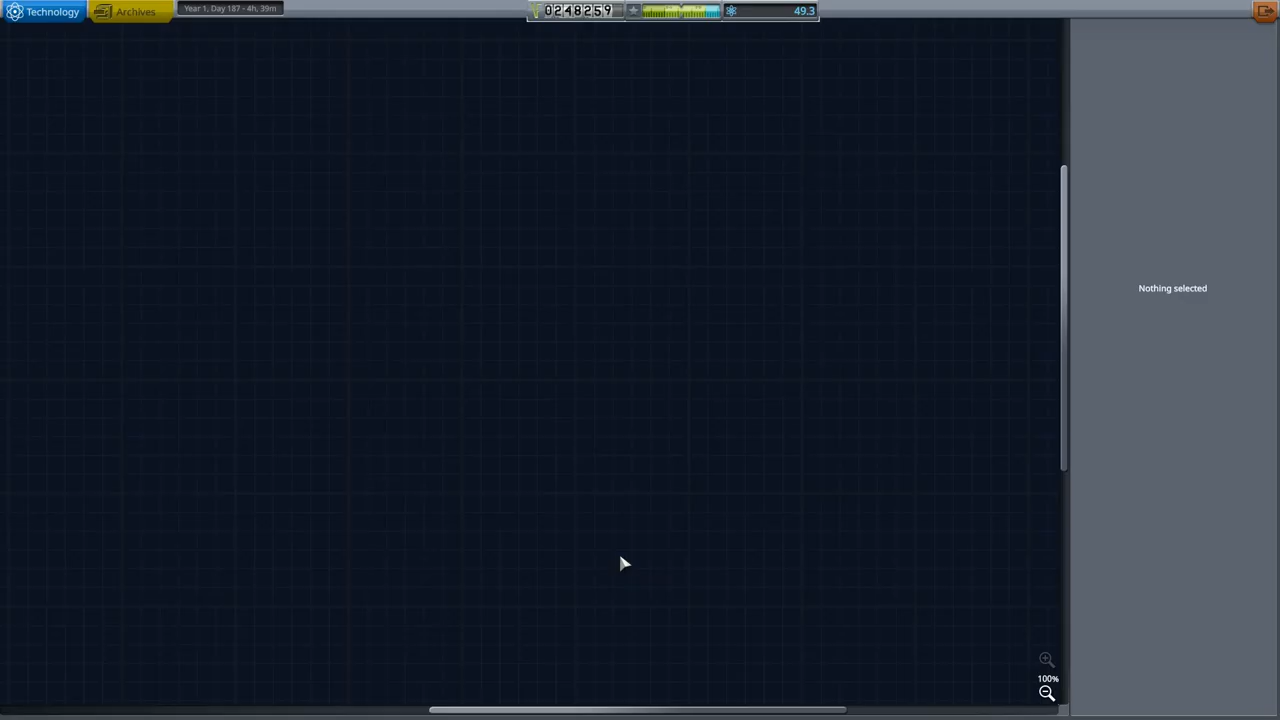 Technology
Archives
Year 1, Day 187 - 4h, 39m
0248259
49.3
Nothing selected
100%